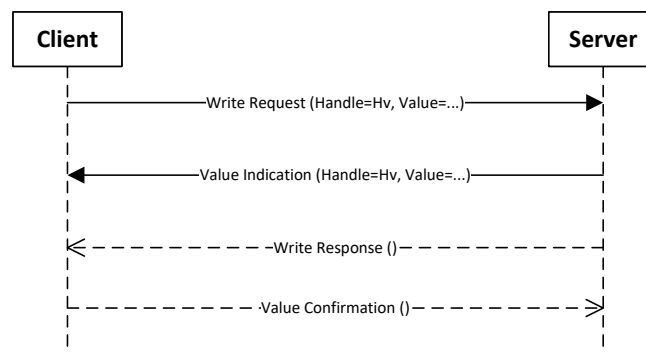 Client
Server
Write Request (Handle=Hv, Value=...)
Value Indication (Handle=Hv, Value=...)
Write Response ()
Value Confirmation ()